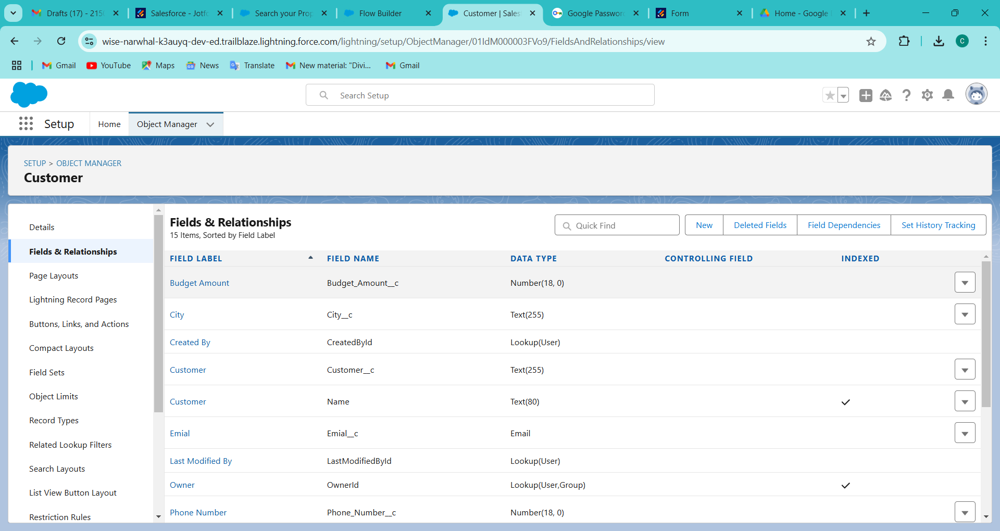 Drafts (17) - 215
Salesforce - Jotfo
Search your Prop
Flow Builder
Customer | Sales
Google Password
Form
Home - Google
wise-narwhal-k3auyq-dev-ed.trailblaze.lightning.force.com/lightning/setup/ObjectManager/01IdM000003FVo9/FieldsAndRelationships/view
C
Gmail
YouTube
Maps
News
Translate
New material: "Divi...
Gmail
Search Setup
Setup
Home
Object Manager
SETUP > OBJECT MANAGER
Customer
Details
Fields & Relationships
Page Layouts
Lightning Record Pages
Buttons, Links, and Actions
Compact Layouts
Field Sets
Object Limits
Record Types
Related Lookup Filters
Search Layouts
List View Button Layout
Restriction Rules
Fields & Relationships
15 Items, Sorted by Field Label
Quick Find
New
Deleted Fields
Field Dependencies
Set History Tracking
FIELD LABEL FIELD NAME DATA TYPE CONTROLLING FIELD INDEXED
Budget Amount Budget_Amount__c Number(18, 0)
City City__c Text(255)
Created By CreatedById Lookup(User)
Customer Customer__c Text(255)
Customer Name Text(80)
Emial Emial__c Email
Last Modified By LastModifiedById Lookup(User)
Owner OwnerId Lookup(User,Group)
Phone Number Phone_Number__c Number(18, 0)